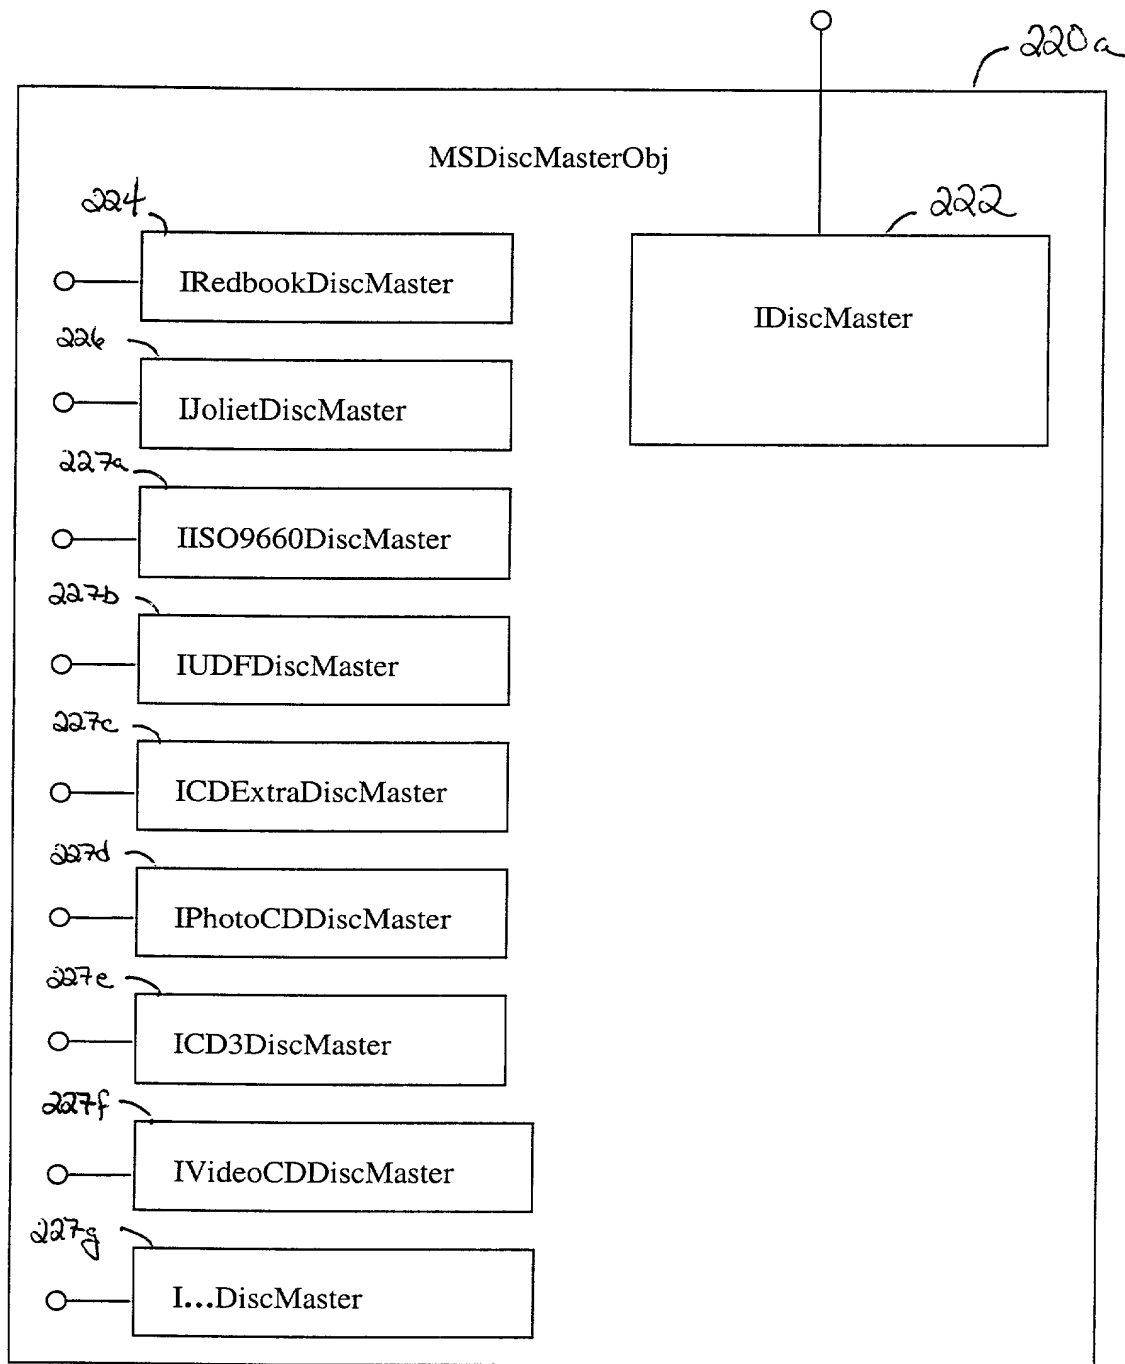 220a
MSDiscMasterObj
224
222
IRedbookDiscMaster
IDiscMaster
226
IJolietDiscMaster
227a
IISO9660DiscMaster
227b
IUDFDiscMaster
227c
ICDExtraDiscMaster
227d
IPhotoCDDiscMaster
227e
ICD3DiscMaster
227f
IVideoCDDiscMaster
227g
I...DiscMaster